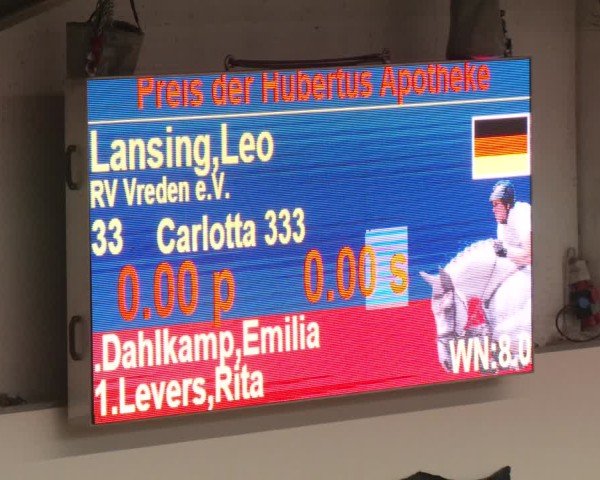 Preis der Hubertus Apotheke
Lansing,Leo
RV Vreden e.V.
33 Carlotta 333
0.00 p 0.00 s
.Dahlkamp,Emilia
WN:8.0
1.Levers,Rita